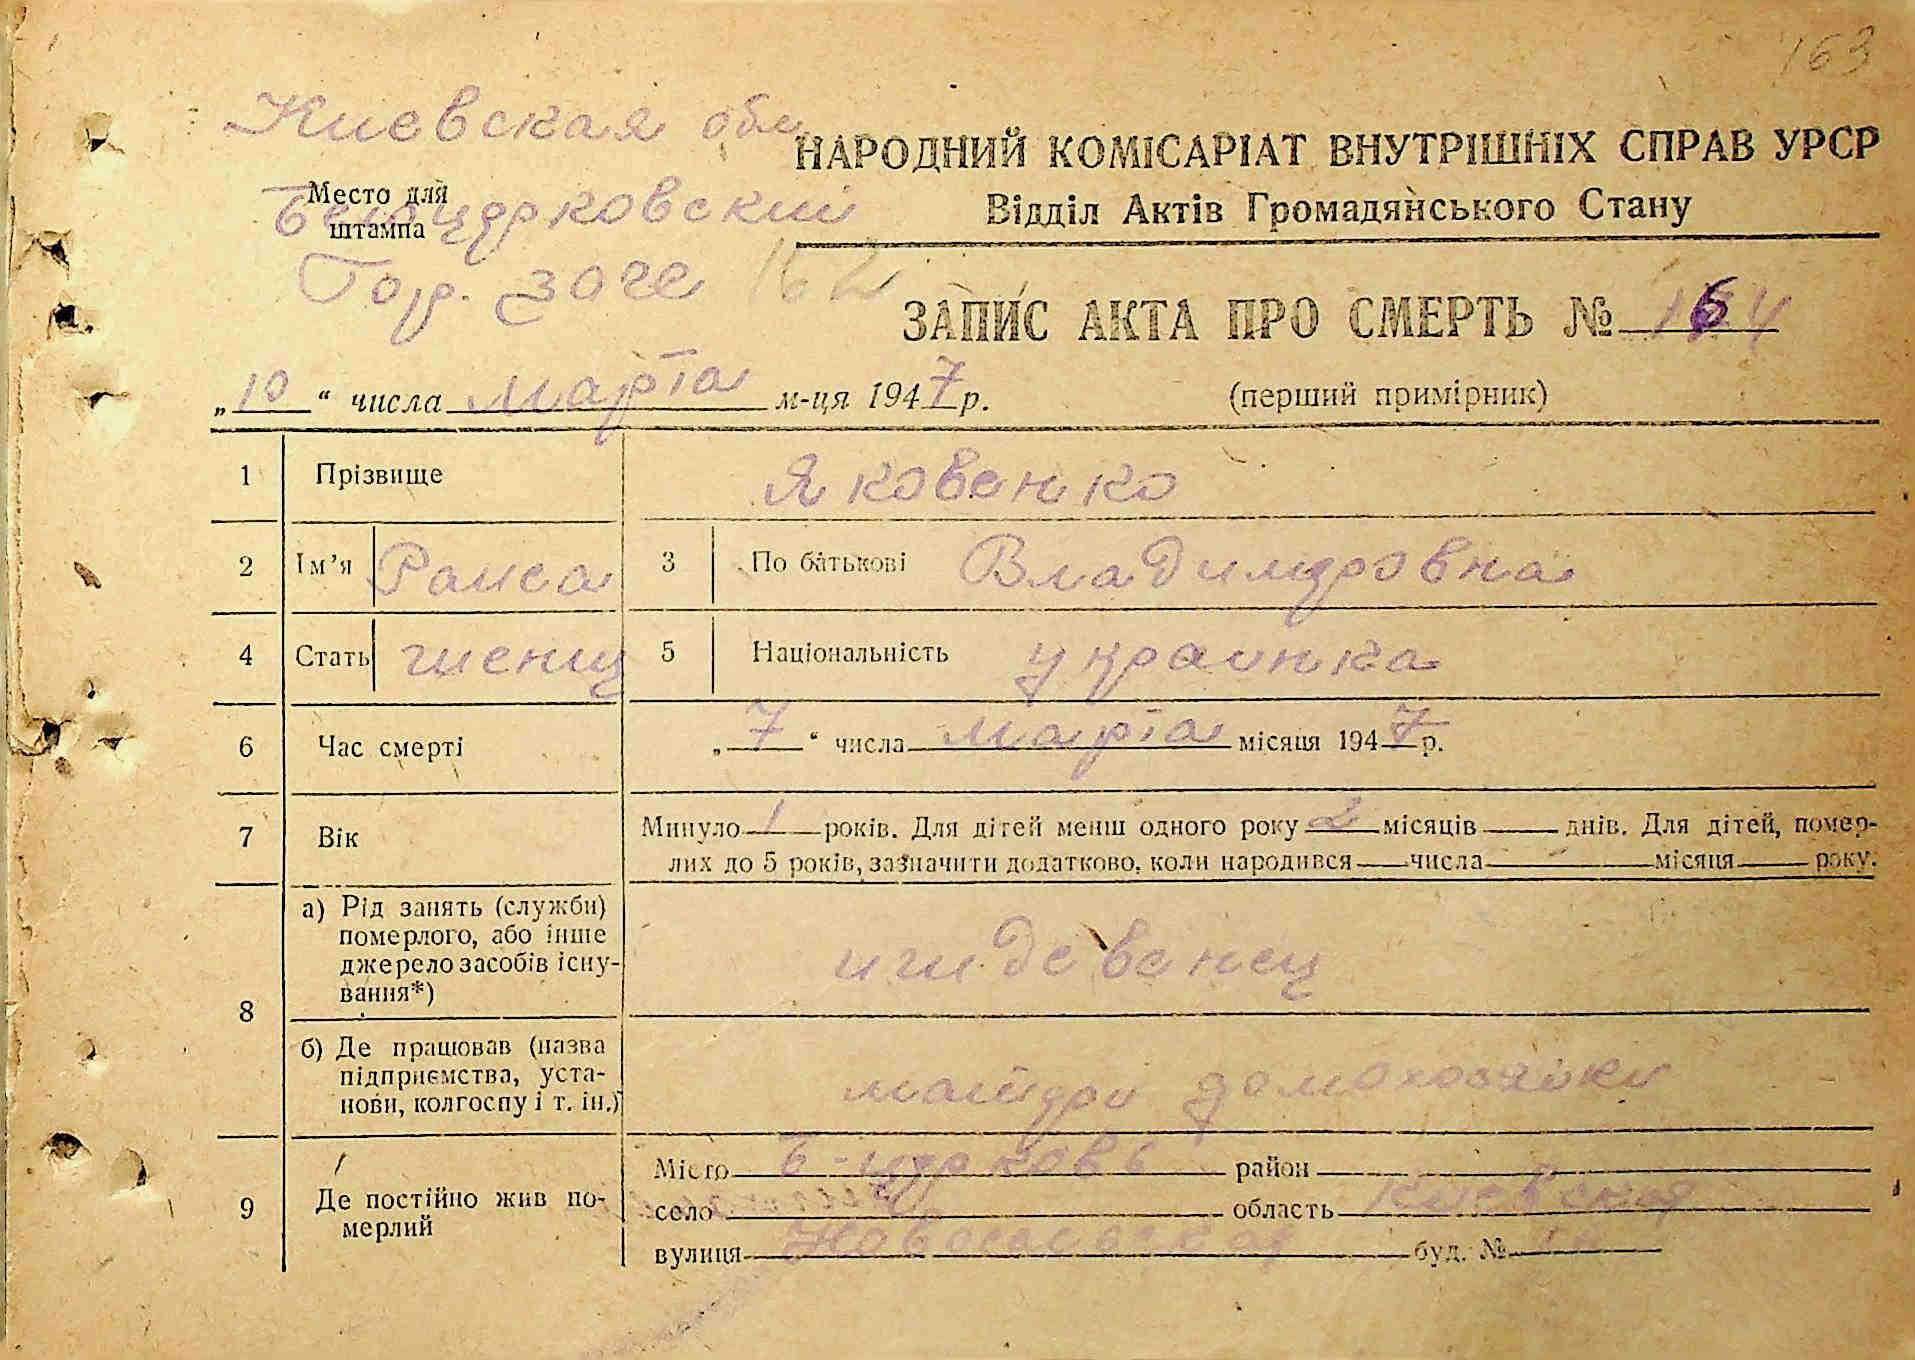 163
Киевская обл
НАРОДНИЙ КОМІСАРІАТ ВНУТРІШНІХ СПРАВ УРСР
Место для
штампа
Белоцерковский
Відділ Актів Громадянського Стану
Гор. загс 162
ЗАПИС АКТА ПРО СМЕРТЬ №
„10“ числа марта м-ця 1947 р. (перший примірник)
1 Прізвище Яковенко
2 Ім'я Раиса 3 По батькові Владимировна
4 Стать женщ 5 Національність украинка
6 Час смерті „7“ числа марта місяця 1947 р.
7 Вік Минуло 1 років. Для дітей менш одного року 2 місяців днів. Для дітей, помер-
лих до 5 років, зазначити додатково, коли народився числа місяця року.
8 а) Рід занять (служби)
померлого, або інше
джерело засобів існу-
вання*)
иждевенец
б) Де працював (назва
підприємства, уста-
нови, колгоспу і т. ін.)
матери домохозяйки
9 Де постійно жив по-
мерлий
Місто Б-церковь район
село область Киевская
вулиця буд. №